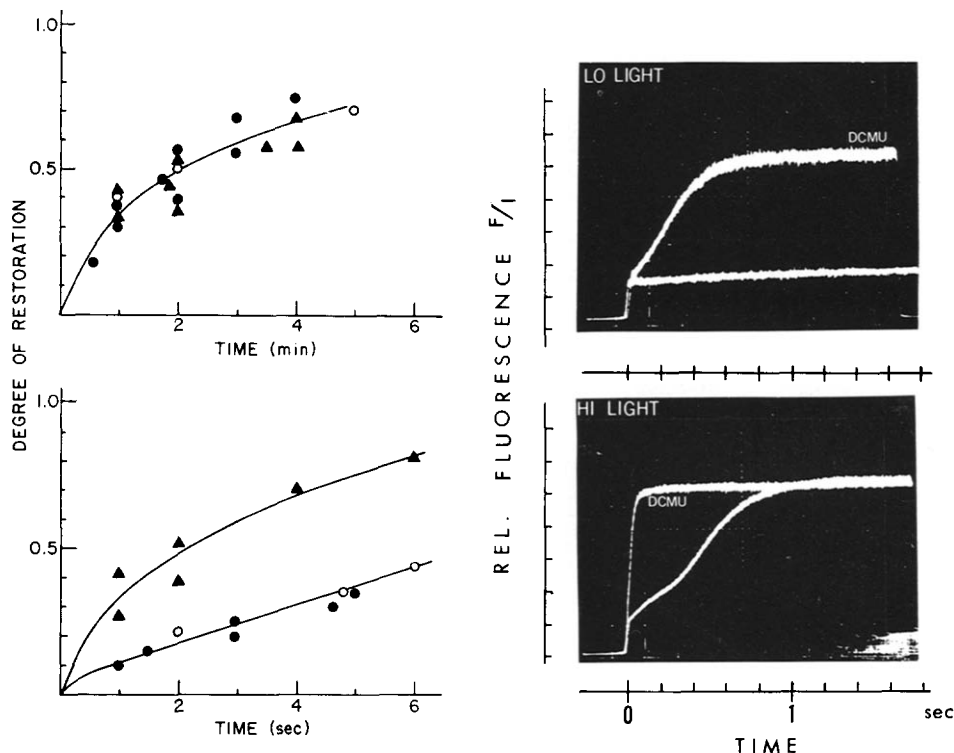 DEGREE OF RESTORATION
1.0
0.5
2
4
6
TIME (min)
1.0
0.5
2
4
6
TIME (sec)
REL. FLUORESCENCE F/I
LO LIGHT
DCMU
HI LIGHT
DCMU
0
1
sec
TIME